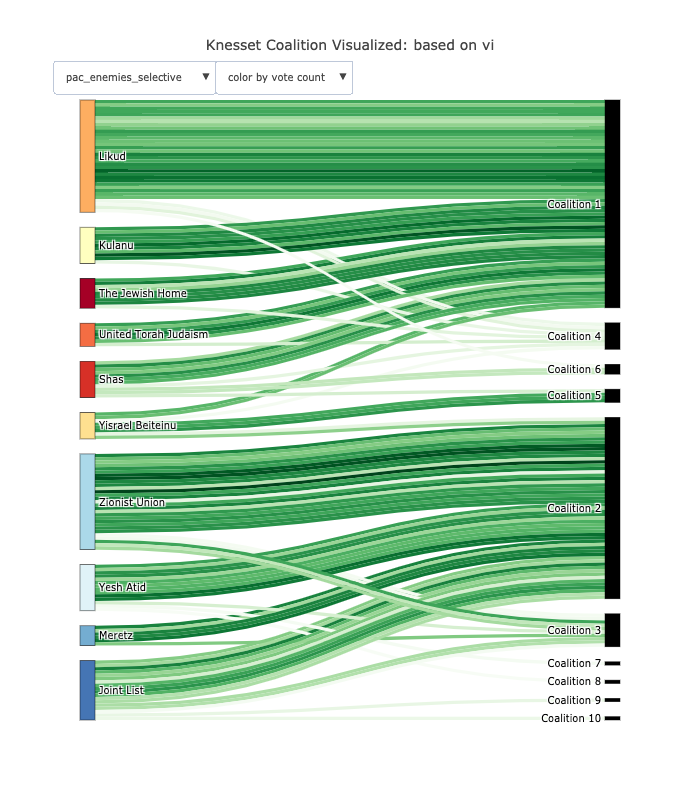 Knesset Coalition Visualized: based on vi
pac_enemies_selective ▼
color by vote count ▼
Likud
Kulanu
The Jewish Home
United Torah Judaism
Shas
Yisrael Beiteinu
Zionist Union
Yesh Atid
Meretz
Joint List
Coalition 1
Coalition 4
Coalition 6
Coalition 5
Coalition 2
Coalition 3
Coalition 7
Coalition 8
Coalition 9
Coalition 10